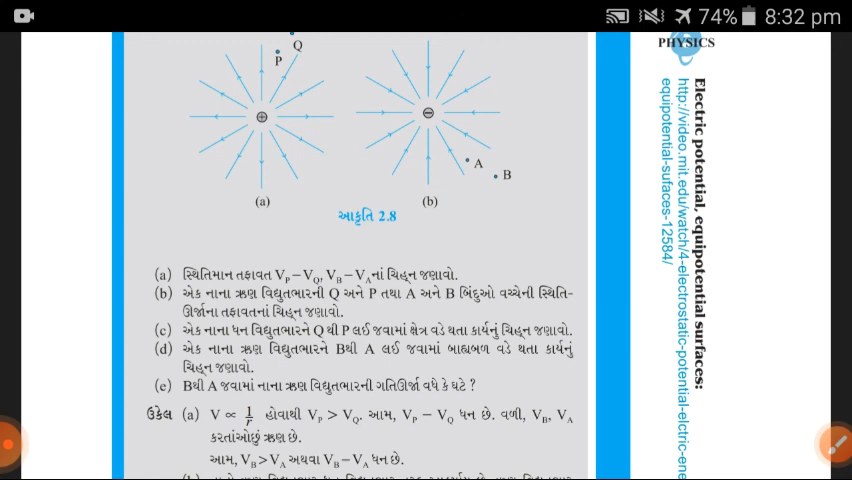 74% 8:32 pm
Q
P
A
B
(a)
(b)
આકૃતિ 2.8
(a) સ્થિતિમાન તફાવત V_P – V_Q, V_B – V_Aનાં ચિહ્ન જણાવો.
(b) એક નાના ઋણ વિદ્યુતભારની Q અને P તથા A અને B બિંદુઓ વચ્ચેની સ્થિતિ-
ઊર્જાના તફાવતનાં ચિહ્ન જણાવો.
(c) એક નાના ધન વિદ્યુતભારને Q થી P લઈ જવામાં ક્ષેત્ર વડે થતા કાર્યનું ચિહ્ન જણાવો.
(d) એક નાના ઋણ વિદ્યુતભારને Bથી A લઈ જવામાં બાહ્યબળ વડે થતા કાર્યનું
ચિહ્ન જણાવો.
(e) Bથી A જવામાં નાના ઋણ વિદ્યુતભારની ગતિઊર્જા વધે કે ઘટે ?
ઉકેલ (a) V ∝ 1/r હોવાથી V_P > V_Q. આમ, V_P – V_Q ધન છે. વળી, V_B, V_A
કરતાંઓછું ઋણ છે.
આમ, V_B > V_A અથવા V_B – V_A ધન છે.
PHYSICS
Electric potential, equipotential surfaces:
http://video.mit.edu/watch/4-electrostatic-potential-elctric-ene
equipotential-sufaces-12584/